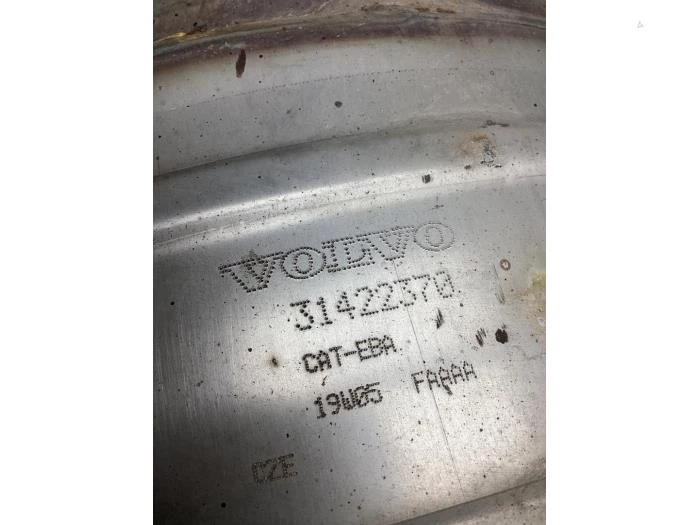 VOLVO
31422370
CAT-EBA
19W05 FAAAA
CZE